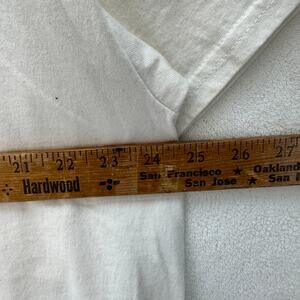 21 22 23 24 25 26 27
Hardwood San Francisco ★ Oakland
San Jose ★ San